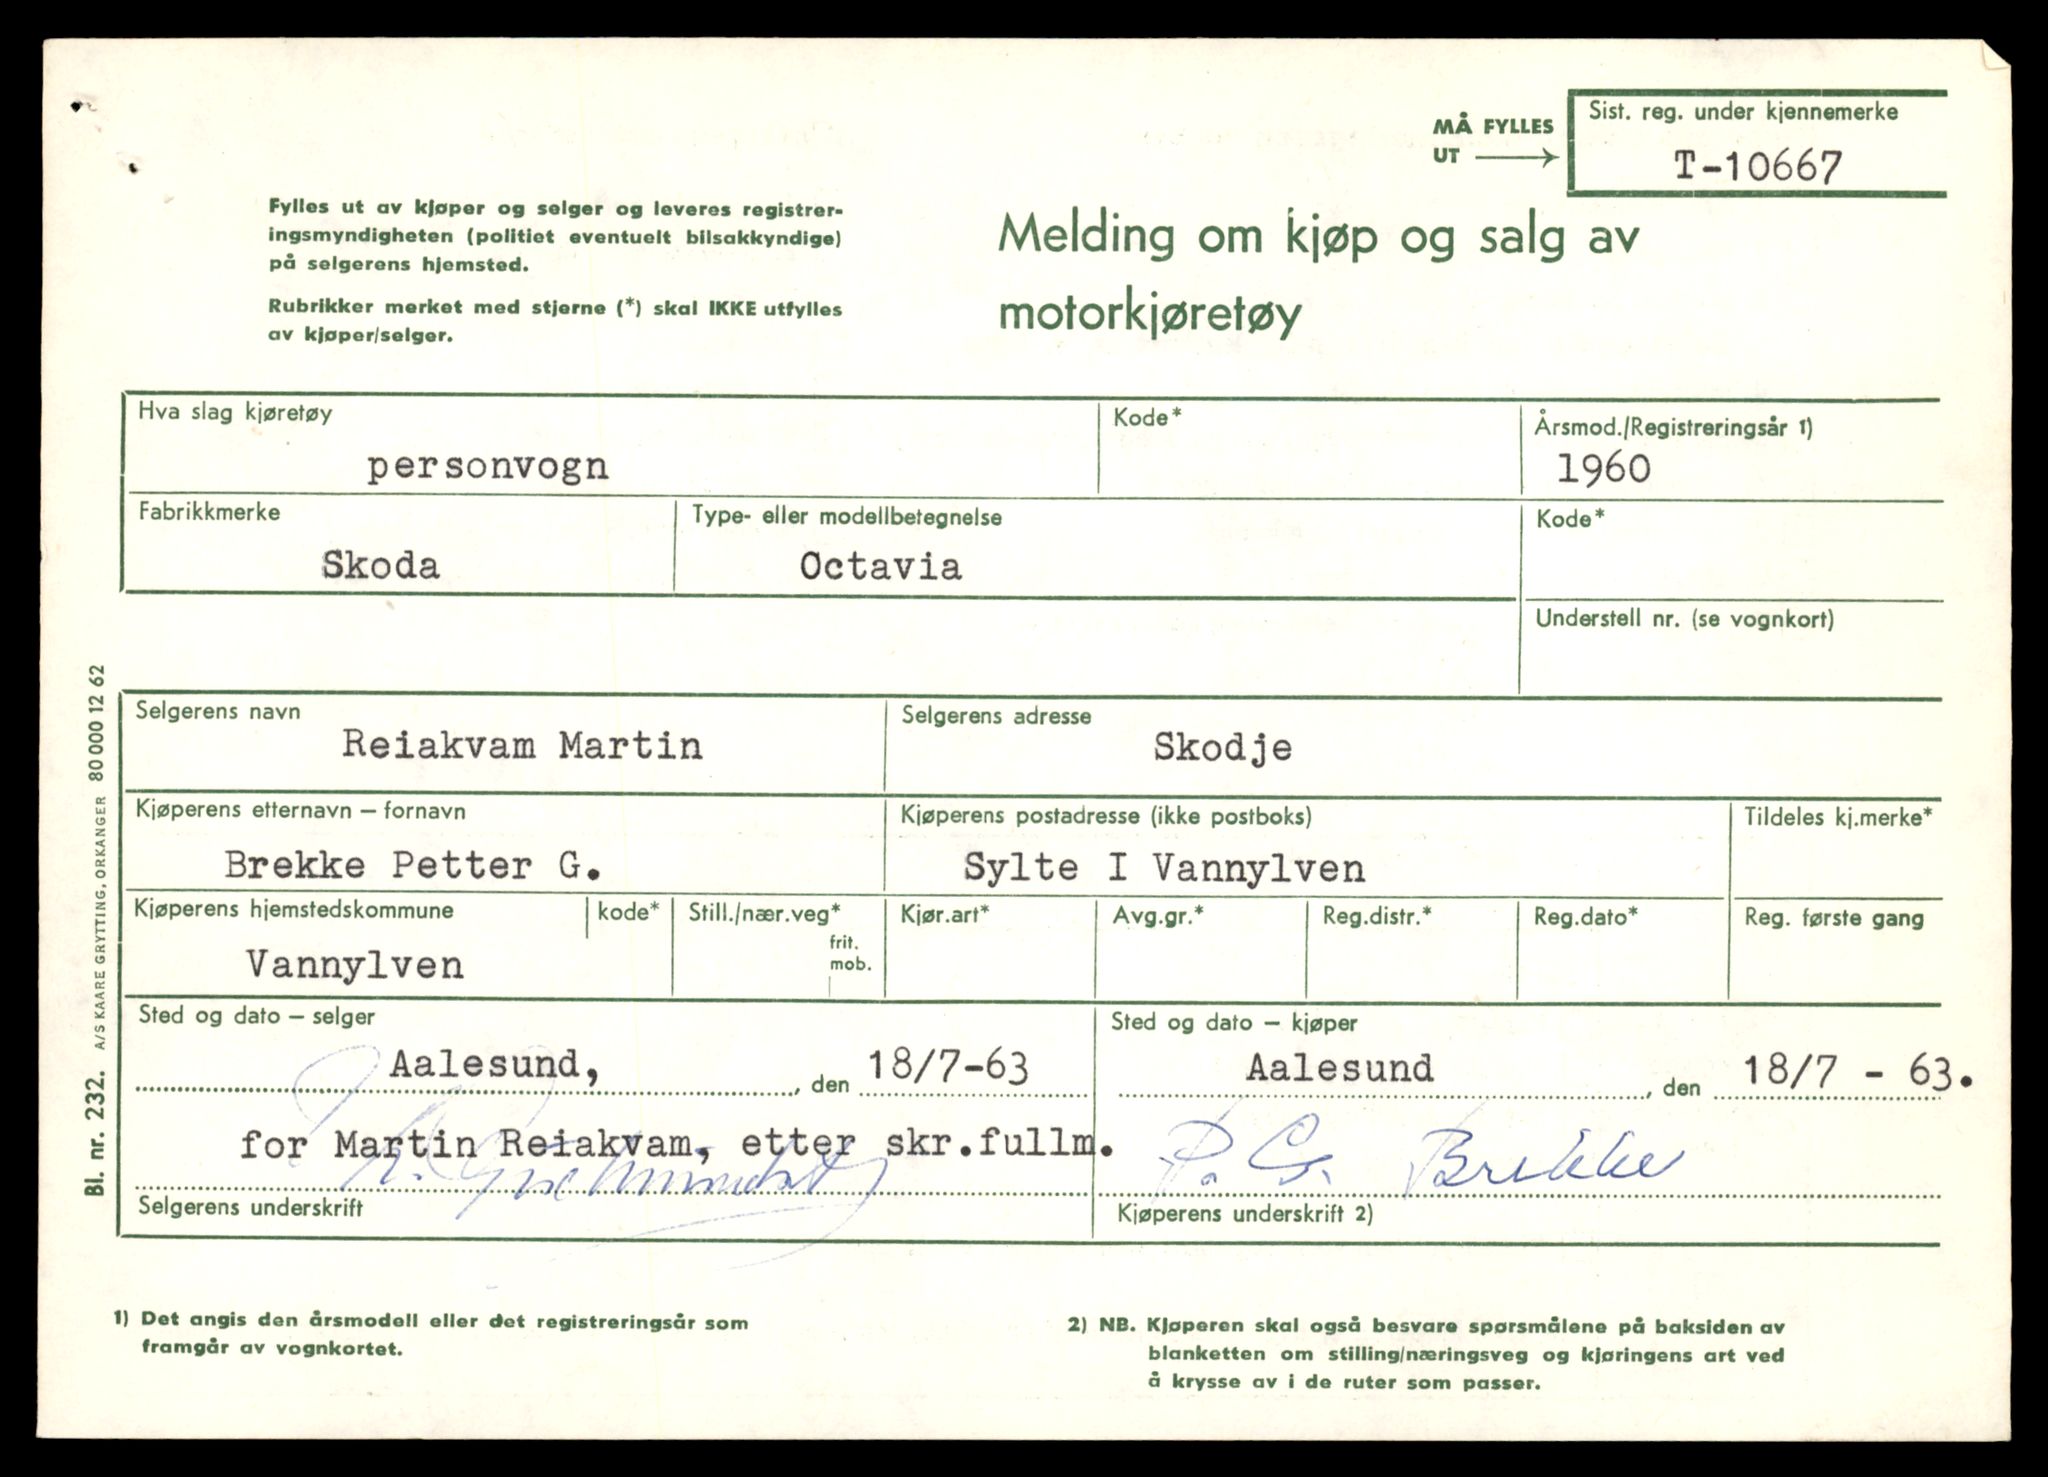 Sist. reg. under kjennemerke
MÅ FYLLES
UT
T-10667
Fylles ut av kjøper og selger og leveres registrer-
ingsmyndigheten (politiet eventuelt bilsakkyndige)
på selgerens hjemsted.
Rubrikker merket med stjerne (*) skal IKKE utfylles
av kjøper/selger.
Melding om kjøp og salg av
motorkjøretøy
Hva slag kjøretøy
personvogn
Kode*
Årsmod./Registreringsår 1)
1960
Fabrikkmerke
Skoda
Type- eller modellbetegnelse
Octavia
Kode*
Understell nr. (se vognkort)
Selgerens navn
Reiakvam Martin
Selgerens adresse
Skodje
Kjøperens etternavn – fornavn
Brekke Petter G.
Kjøperens postadresse (ikke postboks)
Sylte I Vannylven
Tildeles kj.merke*
Kjøperens hjemstedskommune
Vannylven
kode*
Still./nær.veg*
frit.
mob.
Kjør.art*
Avg.gr.*
Reg.distr.*
Reg.dato*
Reg. første gang
Sted og dato – selger
Aalesund, , den 18/7-63
for Martin Reiakvam, etter skr.fullm.
Selgerens underskrift
Sted og dato – kjøper
Aalesund , den 18/7 - 63.
P. G. Brekke
Kjøperens underskrift 2)
Bl. nr. 232. A/S KAARE GRYTTING, ORKANGER 80 000 12 62
1) Det angis den årsmodell eller det registreringsår som
framgår av vognkortet.
2) NB. Kjøperen skal også besvare spørsmålene på baksiden av
blanketten om stilling/næringsveg og kjøringens art ved
å krysse av i de ruter som passer.